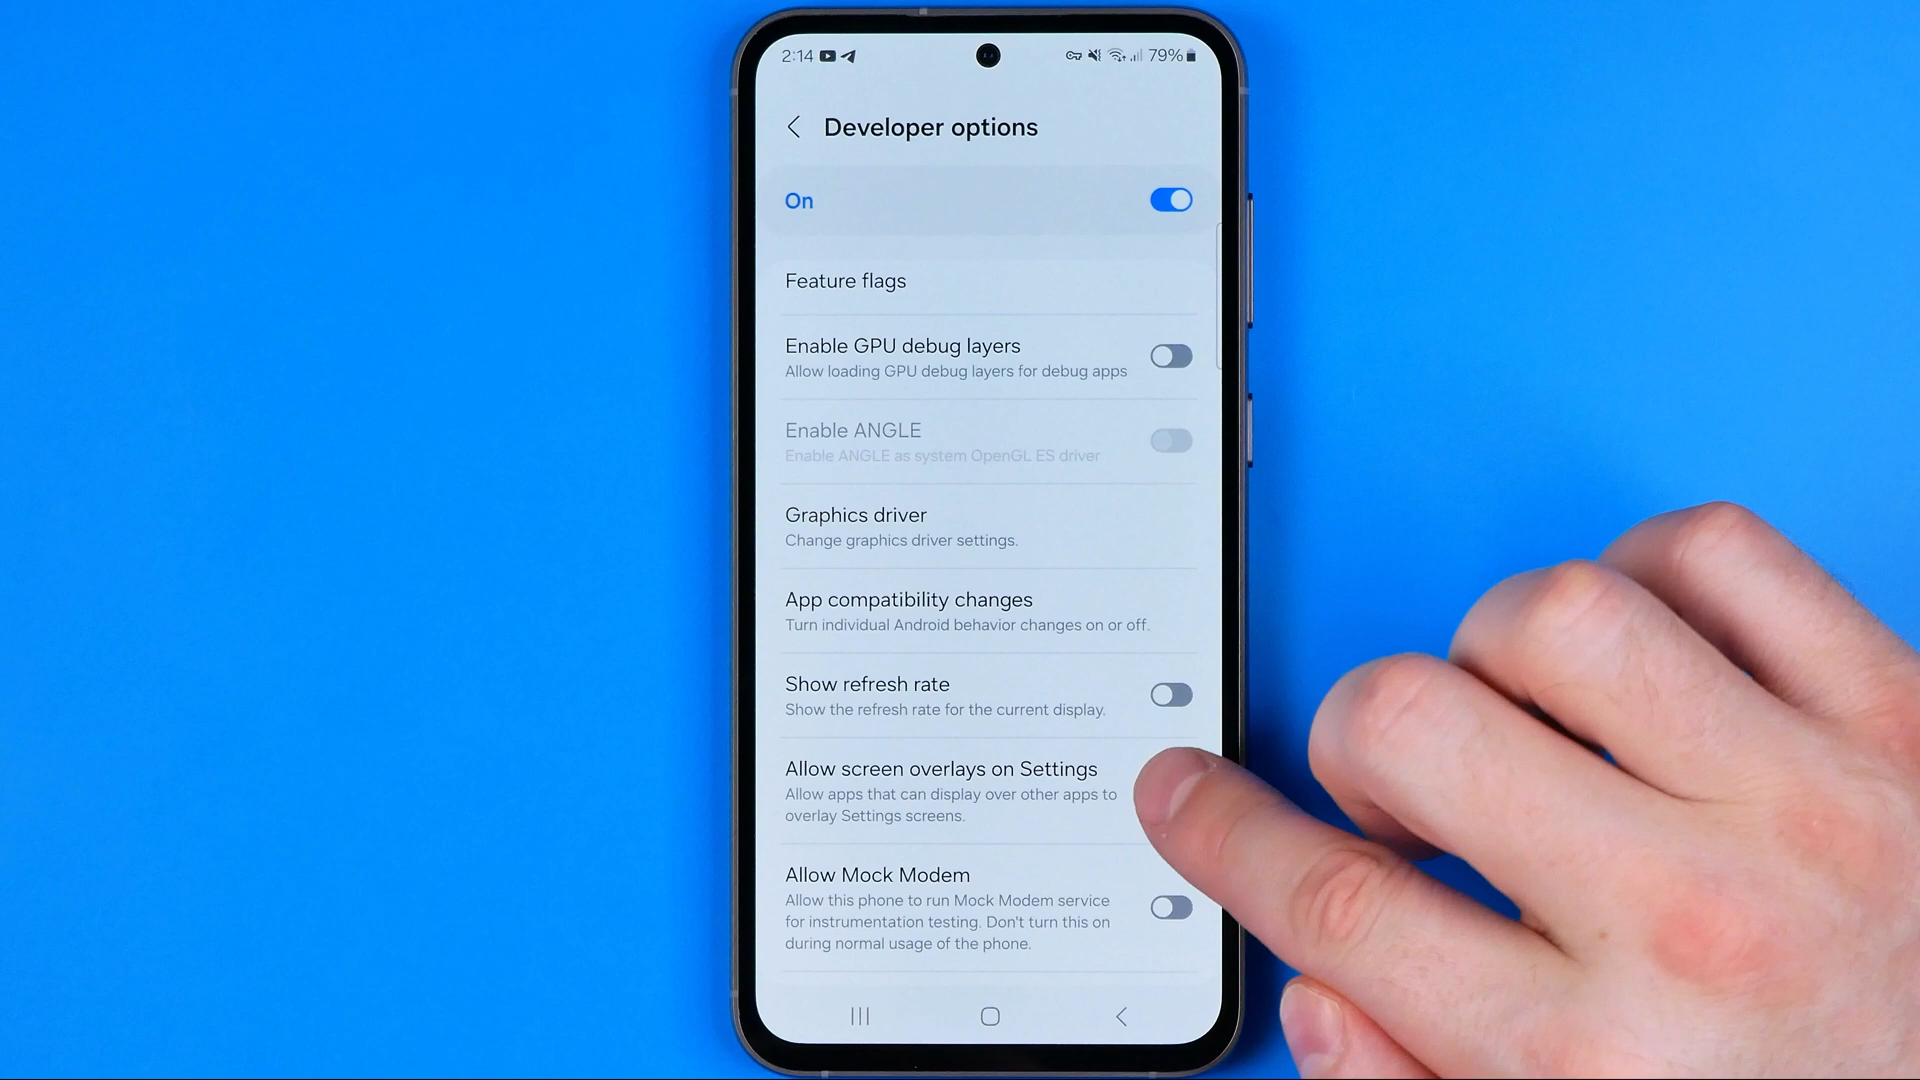 2:14 79%
Developer options
On
Feature flags
Enable GPU debug layers
Allow loading GPU debug layers for debug apps
Enable ANGLE
Enable ANGLE as system OpenGL ES driver
Graphics driver
Change graphics driver settings.
App compatibility changes
Turn individual Android behavior changes on or off.
Show refresh rate
Show the refresh rate for the current display.
Allow screen overlays on Settings
Allow apps that can display over other apps to
overlay Settings screens.
Allow Mock Modem
Allow this phone to run Mock Modem service
for instrumentation testing. Don't turn this on
during normal usage of the phone.